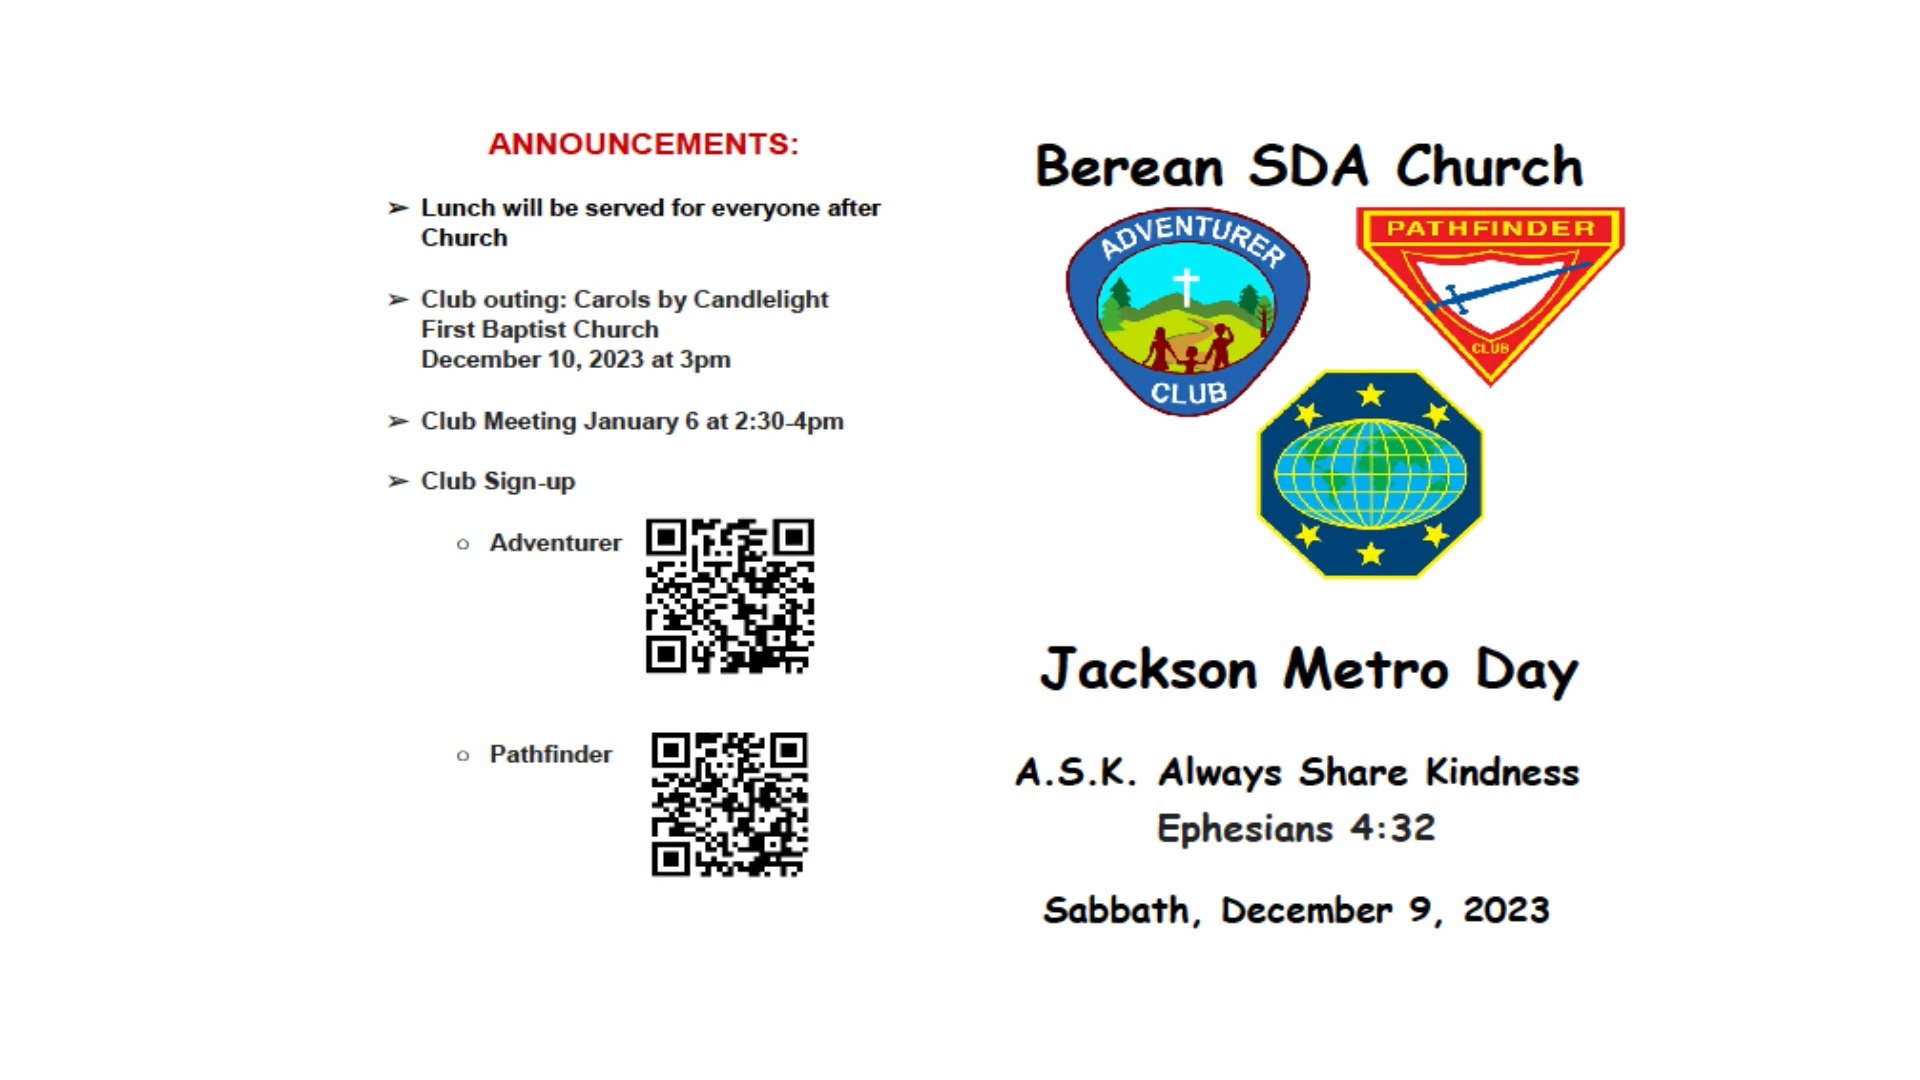 ANNOUNCEMENTS:
➢ Lunch will be served for everyone after
Church
➢ Club outing: Carols by Candlelight
First Baptist Church
December 10, 2023 at 3pm
➢ Club Meeting January 6 at 2:30-4pm
➢ Club Sign-up
○ Adventurer
○ Pathfinder
Berean SDA Church
ADVENTURER
CLUB
PATHFINDER
CLUB
Jackson Metro Day
A.S.K. Always Share Kindness
Ephesians 4:32
Sabbath, December 9, 2023